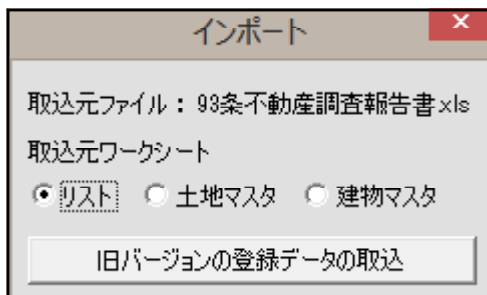 インポート
×
取込元ファイル： 93条不動産調査報告書.xls
取込元ワークシート
リスト 土地マスタ 建物マスタ
旧バージョンの登録データの取込